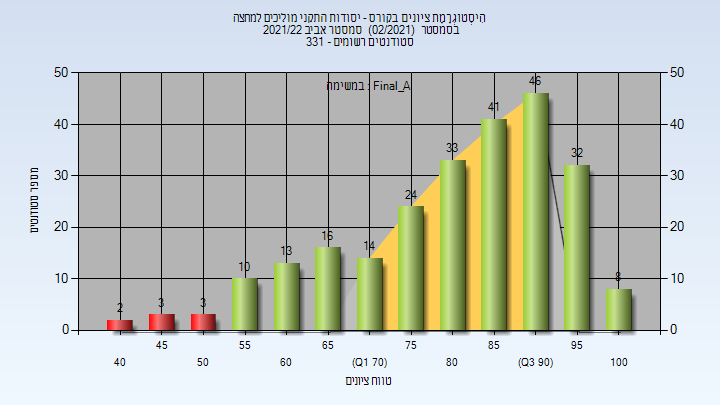 היסטוגרמת ציונים בקורס - יסודות התקני מוליכים למחצה
בסמסטר (02/2021) סמסטר אביב 2021/22
סטודנטים רשומים - 331
במשימה : Final_A
מספר סטודנטים
50 50
40 40
30 30
20 20
10 10
0 0
2 3 3 10 13 16 14 24 33 41 46 32 8
45 55 65 75 85 95
40 50 60 (Q1 70) 80 (Q3 90) 100
טווח ציונים